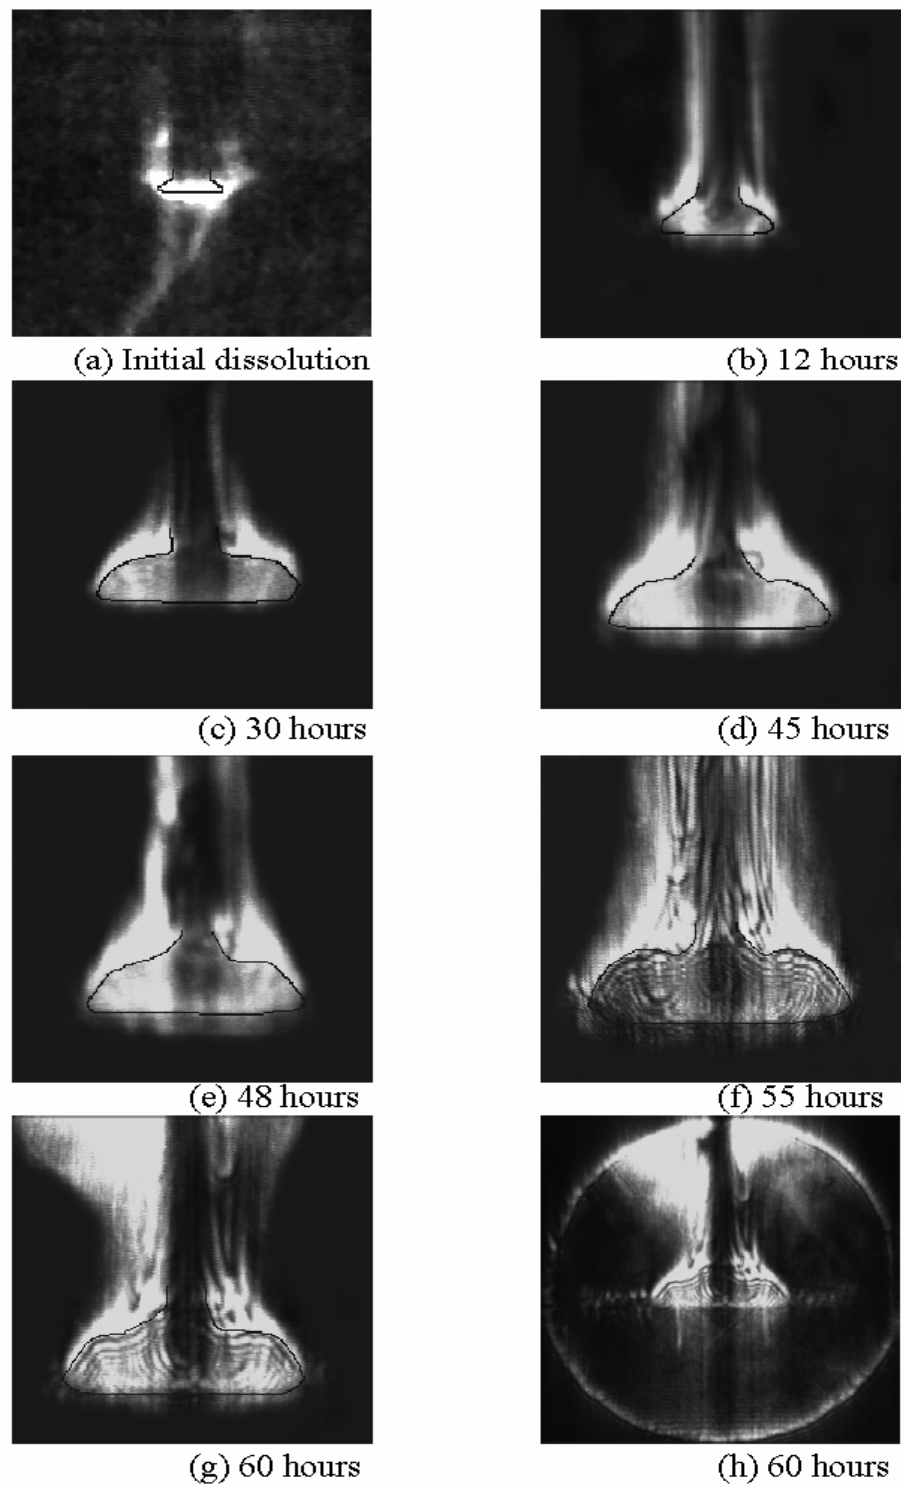 (a) Initial dissolution
(b) 12 hours
(c) 30 hours
(d) 45 hours
(e) 48 hours
(f) 55 hours
(g) 60 hours
(h) 60 hours